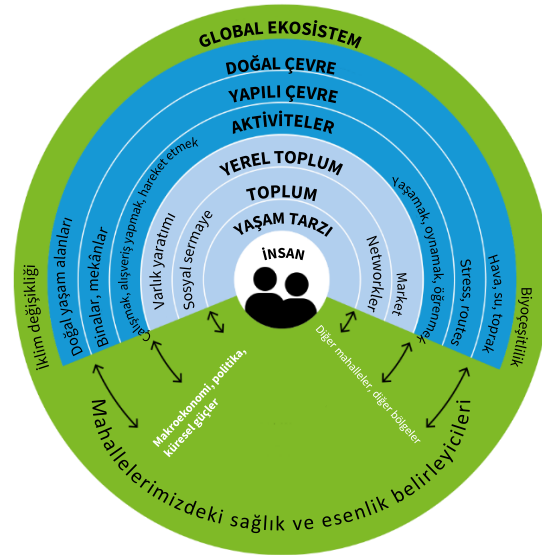 GLOBAL EKOSİSTEM
DOĞAL ÇEVRE
YAPILI ÇEVRE
AKTİVİTELER
YEREL TOPLUM
TOPLUM
YAŞAM TARZI
İNSAN
İklim değişikliği
Doğal yaşam alanları
Binalar, mekânlar
Çalışmak, alışveriş yapmak, hareket etmek
Varlık yaratımı
Sosyal sermaye
Networkler
Market
Yaşamak, oynamak, öğrenmek
Stress, routes
Hava, su, toprak
Biyoçeşitlilik
Makroekonomi, politika,
küresel güçler
Diğer mahalleler, diğer bölgeler
Mahallelerimizdeki sağlık ve esenlik belirleyicileri